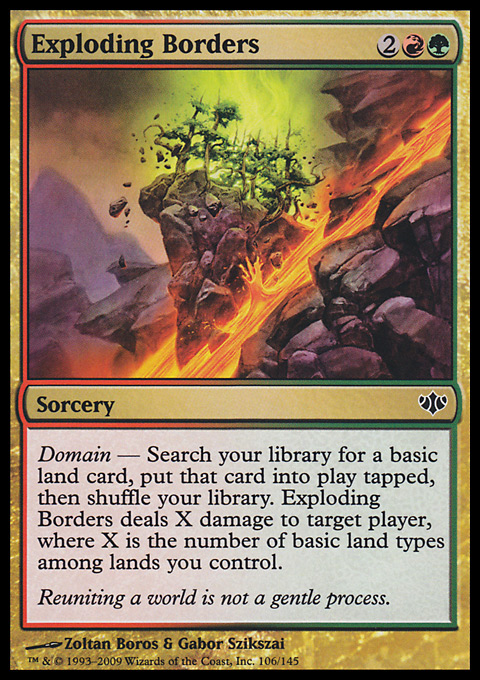 Exploding Borders 2
Sorcery
Domain — Search your library for a basic
land card, put that card into play tapped,
then shuffle your library. Exploding
Borders deals X damage to target player,
where X is the number of basic land types
among lands you control.
Reuniting a world is not a gentle process.
Zoltan Boros & Gabor Szikszai
™ & © 1993–2009 Wizards of the Coast, Inc. 106/145